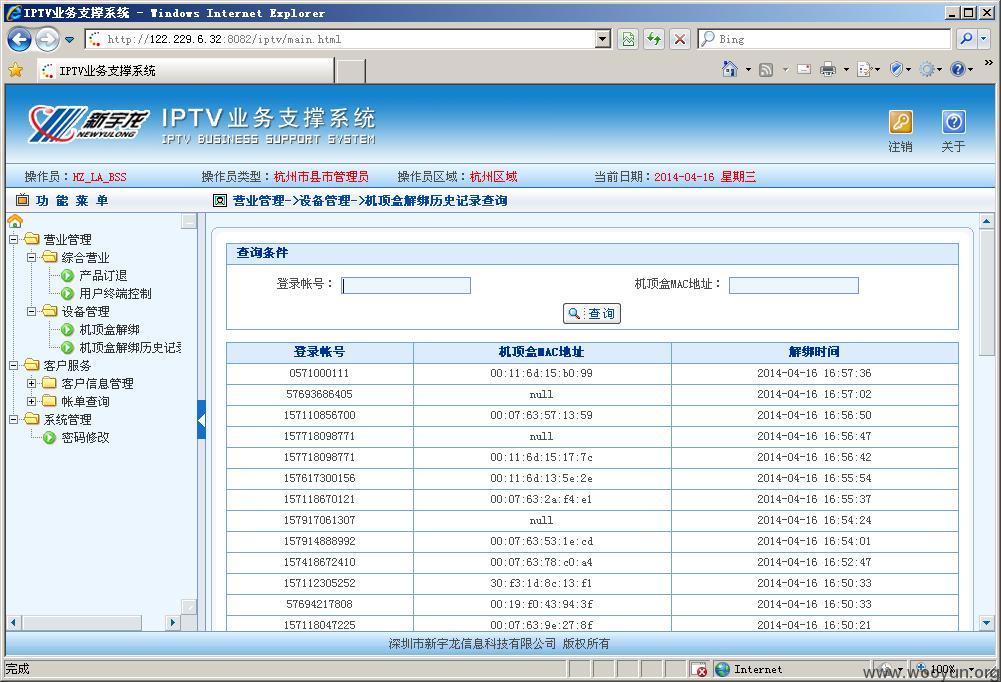 IPTV业务支撑系统 - Windows Internet Explorer
http://122.229.6.32:8082/iptv/main.html
Bing
IPTV业务支撑系统
新宇龙 NEWYULONG
IPTV业务支撑系统
IPTV BUSINESS SUPPORT SYSTEM
注销 关于
操作员：HZ_LA_BSS 操作员类型：杭州市县市管理员 操作员区域：杭州区域 当前日期：2014-04-16 星期三
功能菜单
营业管理->设备管理->机顶盒解绑历史记录查询
营业管理
综合营业
产品订退
用户终端控制
设备管理
机顶盒解绑
机顶盒解绑历史记录
客户服务
客户信息管理
帐单查询
系统管理
密码修改
查询条件
登录帐号： 机顶盒MAC地址：
查询
登录帐号 机顶盒MAC地址 解绑时间
0571000111 00:11:6d:15:b0:99 2014-04-16 16:57:36
57693686405 null 2014-04-16 16:57:02
157110856700 00:07:63:57:13:59 2014-04-16 16:56:50
157718098771 null 2014-04-16 16:56:47
157718098771 00:11:6d:15:17:7c 2014-04-16 16:56:42
157617300156 00:11:6d:13:5e:2e 2014-04-16 16:55:54
157118670121 00:07:63:2a:f4:e1 2014-04-16 16:55:37
157917061307 null 2014-04-16 16:54:24
157914888992 00:07:63:53:1e:cd 2014-04-16 16:54:01
157418672410 00:07:63:78:c0:a4 2014-04-16 16:52:47
157112305252 30:f3:1d:8c:13:f1 2014-04-16 16:50:33
57694217808 00:19:f0:43:94:3f 2014-04-16 16:50:33
157118047225 00:07:63:9e:27:8f 2014-04-16 16:50:21
深圳市新宇龙信息科技有限公司 版权所有
完成 Internet 100%
www.wooyun.org